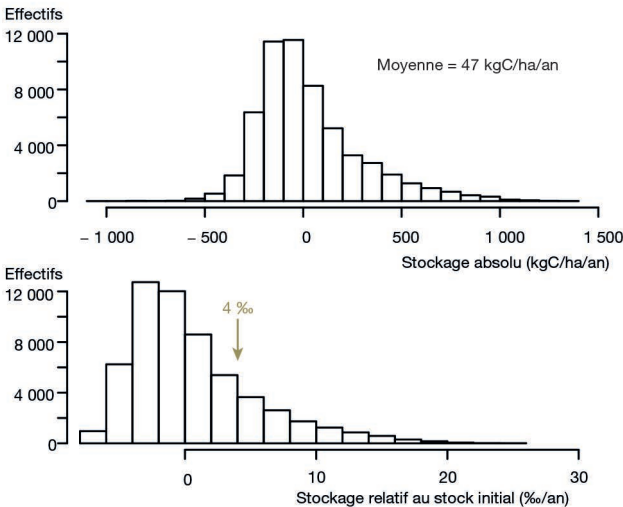 Effectifs
12 000
Moyenne = 47 kgC/ha/an
8 000
4 000
0
– 1 000 – 500 0 500 1 000 1 500
Stockage absolu (kgC/ha/an)
Effectifs
12 000
4 ‰
8 000
4 000
0
0 10 20 30
Stockage relatif au stock initial (‰/an)